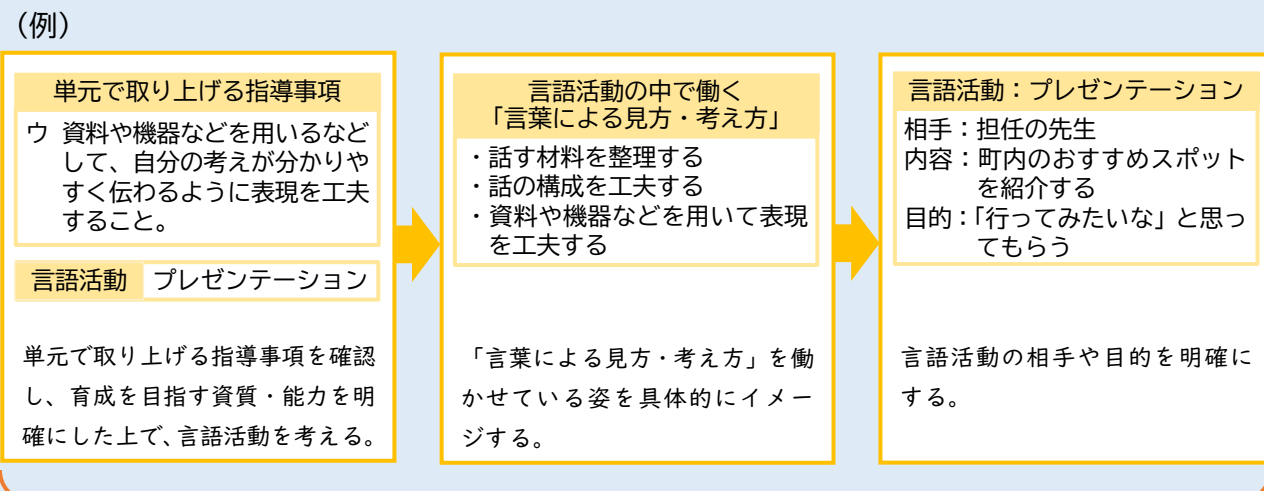 （例）
単元で取り上げる指導事項
ウ 資料や機器などを用いるなど
して、自分の考えが分かりや
すく伝わるように表現を工夫
すること。
言語活動 プレゼンテーション
単元で取り上げる指導事項を確認
し、育成を目指す資質・能力を明
確にした上で、言語活動を考える。
言語活動の中で働く
「言葉による見方・考え方」
・話す材料を整理する
・話の構成を工夫する
・資料や機器などを用いて表現
を工夫する
「言葉による見方・考え方」を働
かせている姿を具体的にイメー
ジする。
言語活動：プレゼンテーション
相手：担任の先生
内容：町内のおすすめスポット
を紹介する
目的：「行ってみたいな」と思っ
てもらう
言語活動の相手や目的を明確に
する。